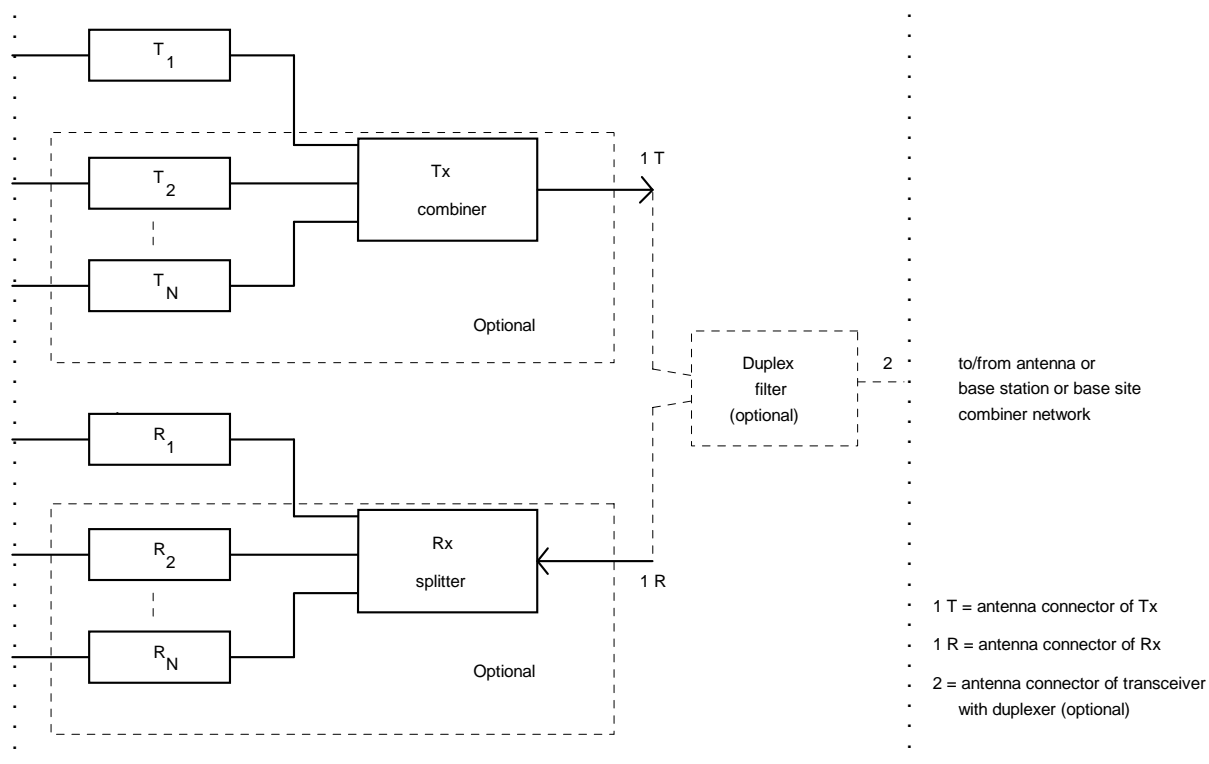 T1
T2
TN
Tx
combiner
Optional
1 T
Duplex
filter
(optional)
2
to/from antenna or
base station or base site
combiner network
R1
R2
RN
Rx
splitter
Optional
1 R
1 T = antenna connector of Tx
1 R = antenna connector of Rx
2 = antenna connector of transceiver
with duplexer (optional)